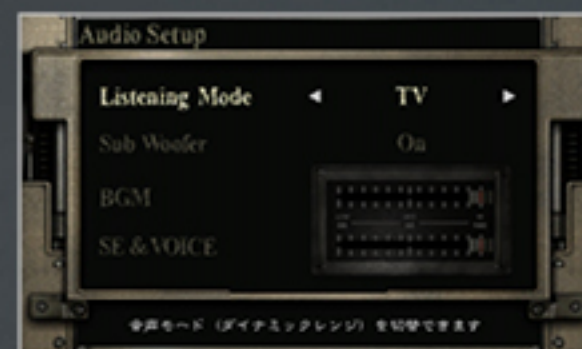 Audio Setup
Listening Mode ◀ TV ▶
Sub Woofer On
BGM
SE & VOICE
音声モード (ダイナミックレンジ) を切替できます